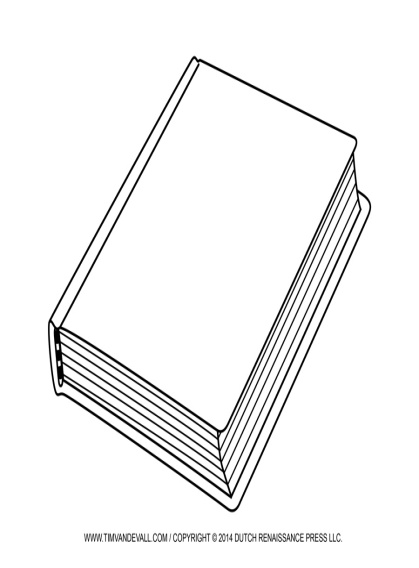 WWW.TIMVANDEVALL.COM / COPYRIGHT © 2014 DUTCH RENAISSANCE PRESS LLC.